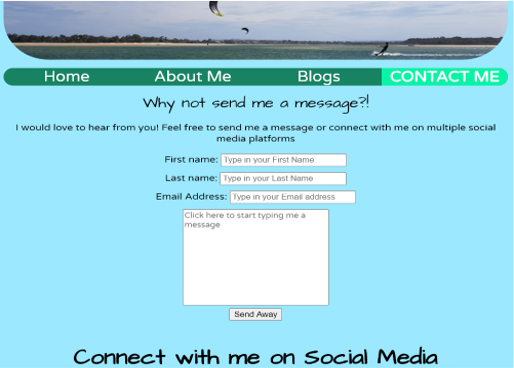 Home About Me Blogs CONTACT ME
Why not send me a message?!
I would love to hear from you! Feel free to send me a message or connect with me on multiple social
media platforms
First name: Type in your First Name
Last name: Type in your Last Name
Email Address: Type in your Email address
Click here to start typing me a
message
Send Away
Connect with me on Social Media